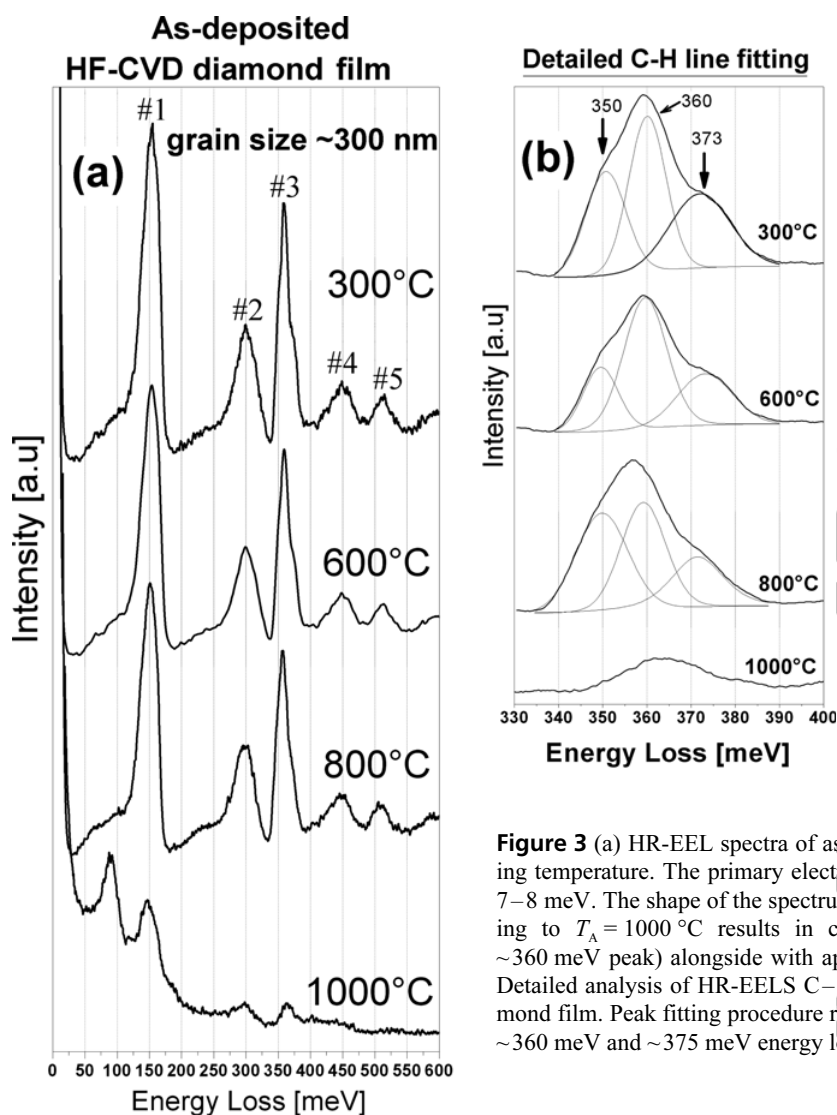 As-deposited
HF-CVD diamond film
#1
grain size ~300 nm
(a)
#3
300°C
#2
#4
#5
600°C
800°C
1000°C
Intensity [a.u]
0 50 100 150 200 250 300 350 400 450 500 550 600
Energy Loss [meV]
Detailed C-H line fitting
350
360
373
(b)
300°C
600°C
800°C
1000°C
Intensity [a.u]
330 340 350 360 370 380 390 400
Energy Loss [meV]
Figure 3 (a) HR-EEL spectra of as
ing temperature. The primary elect
7–8 meV. The shape of the spectru
ing to T_A = 1000 °C results in c
~360 meV peak) alongside with ap
Detailed analysis of HR-EELS C–
mond film. Peak fitting procedure r
~360 meV and ~375 meV energy lo